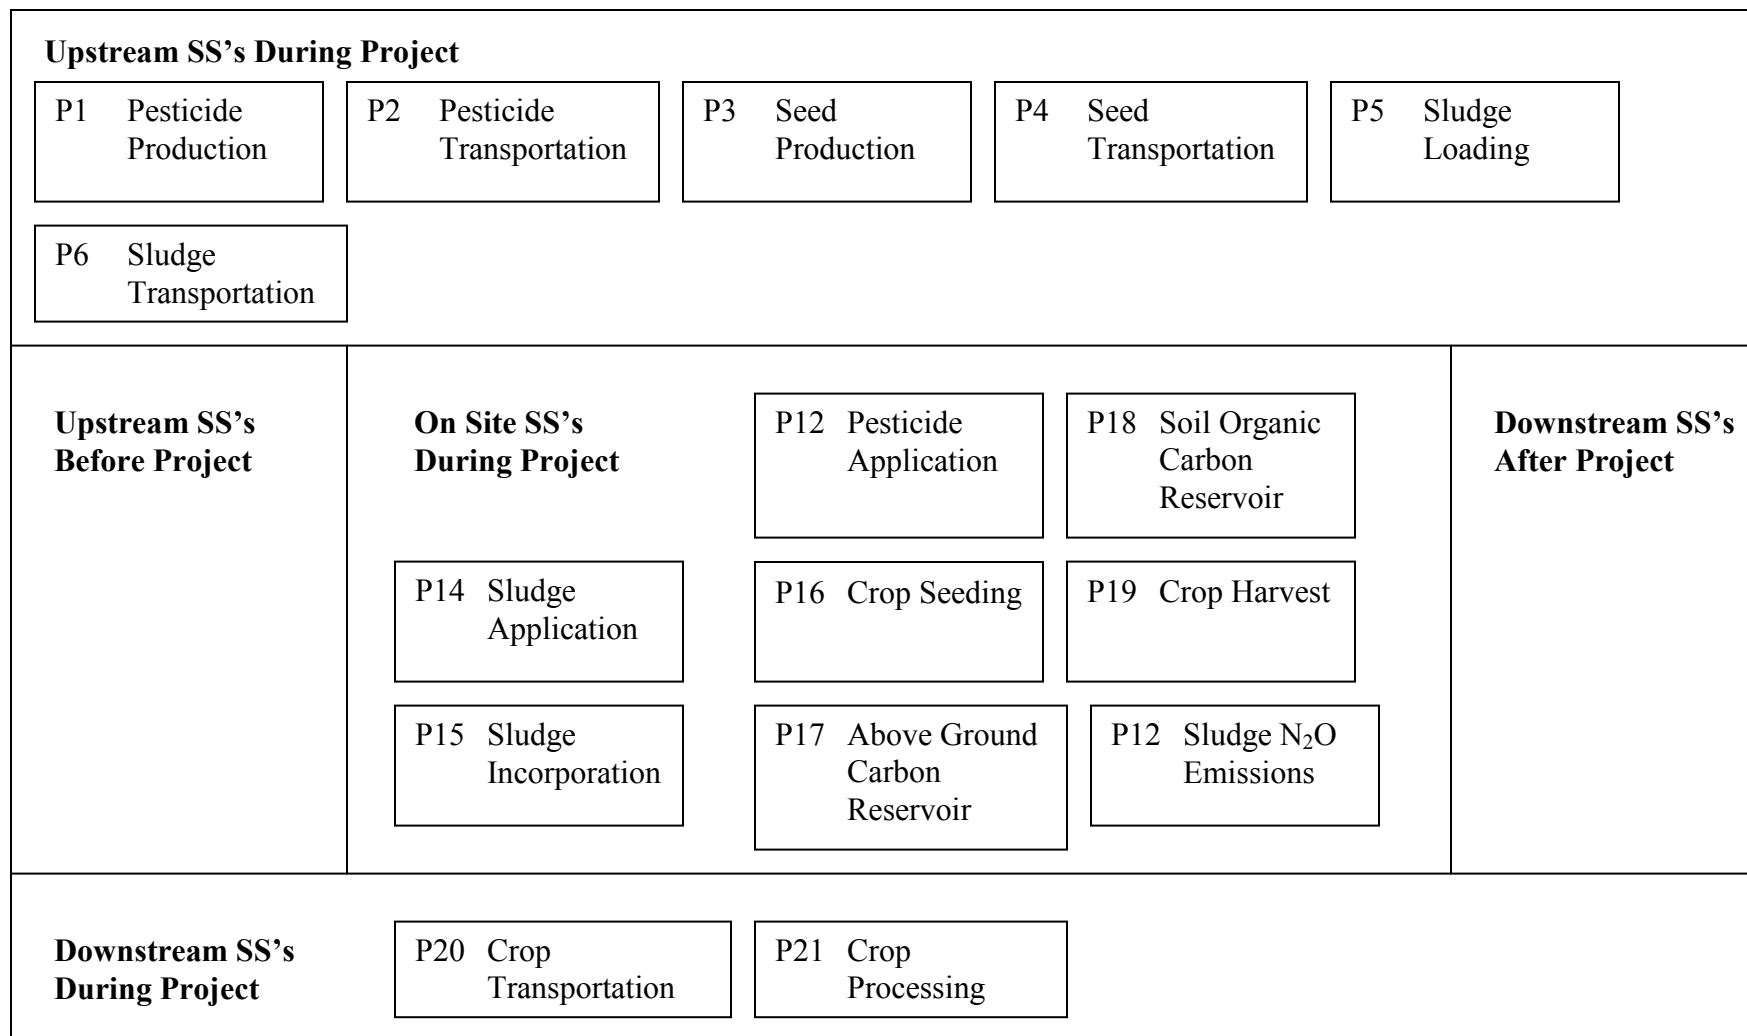 Upstream SS’s During Project
P1 Pesticide
Production
P2 Pesticide
Transportation
P3 Seed
Production
P4 Seed
Transportation
P5 Sludge
Loading
P6 Sludge
Transportation
Upstream SS’s
Before Project
On Site SS’s
During Project
P12 Pesticide
Application
P18 Soil Organic
Carbon
Reservoir
Downstream SS’s
After Project
P14 Sludge
Application
P16 Crop Seeding
P19 Crop Harvest
P15 Sludge
Incorporation
P17 Above Ground
Carbon
Reservoir
P12 Sludge N₂O
Emissions
Downstream SS’s
During Project
P20 Crop
Transportation
P21 Crop
Processing